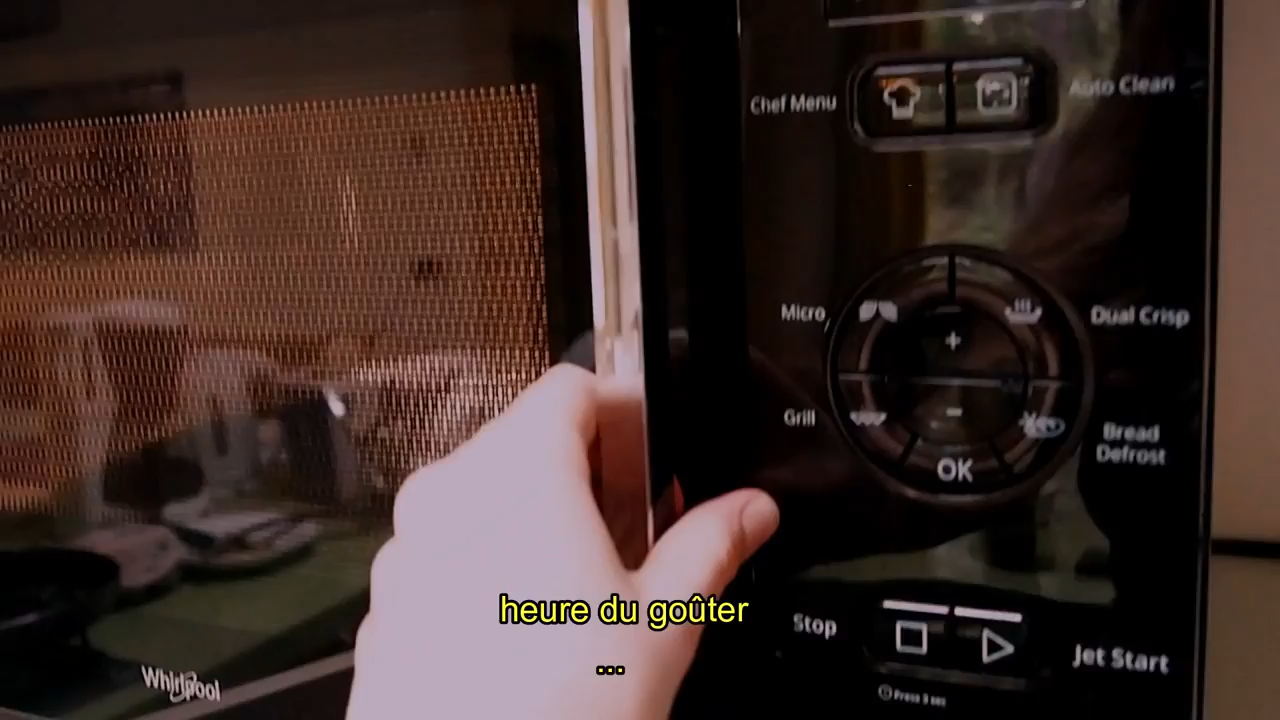 Chef Menu
Auto Clean
Micro
Dual Crisp
+
-
Grill
Bread
Defrost
OK
heure du goûter
...
Stop
Jet Start
Whirlpool
Press 3 sec